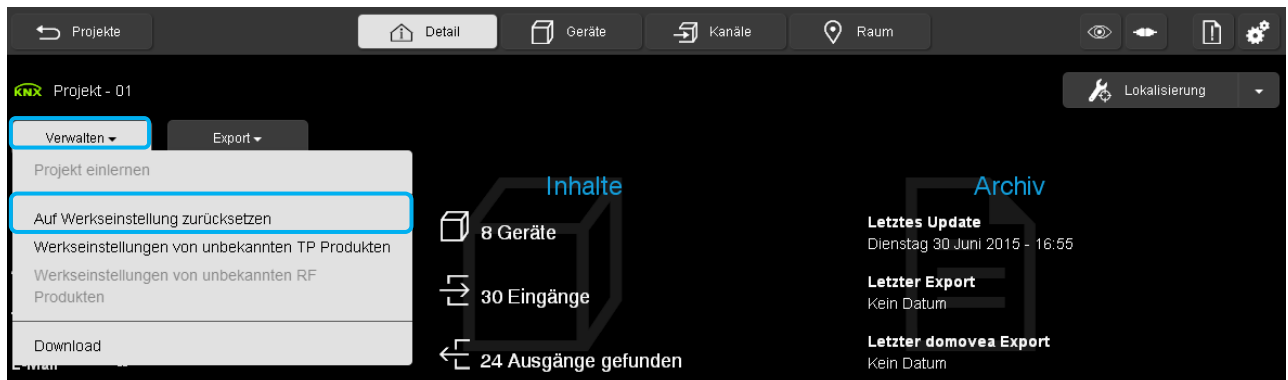 Projekte
Detail
Geräte
Kanäle
Raum
KNX Projekt - 01
Lokalisierung
Verwalten
Export
Projekt einlernen
Auf Werkseinstellung zurücksetzen
Werkseinstellungen von unbekannten TP Produkten
Werkseinstellungen von unbekannten RF
Produkten
Download
E-Mail --
Inhalte
8 Geräte
30 Eingänge
24 Ausgänge gefunden
Archiv
Letztes Update
Dienstag 30 Juni 2015 - 16:55
Letzter Export
Kein Datum
Letzter domovea Export
Kein Datum